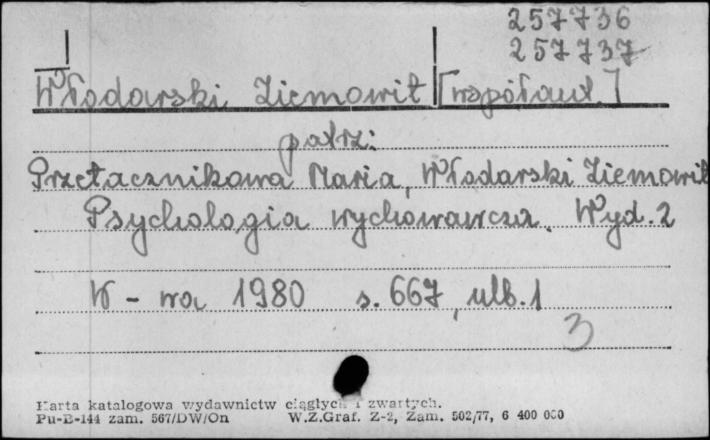 257736
257737
Włodarski Ziemowit [współaut.]
patrz:
Przetacznikowa Maria, Włodarski Ziemowit
Psychologia wychowawcza. Wyd. 2
W-wa 1980 s. 667, ulb. 1
3
Karta katalogowa wydawnictw ciągłych i zwartych.
Pu-B-144 zam. 567/DW/On W.Z.Graf. Z-2, Zam. 502/77, 6 400 000